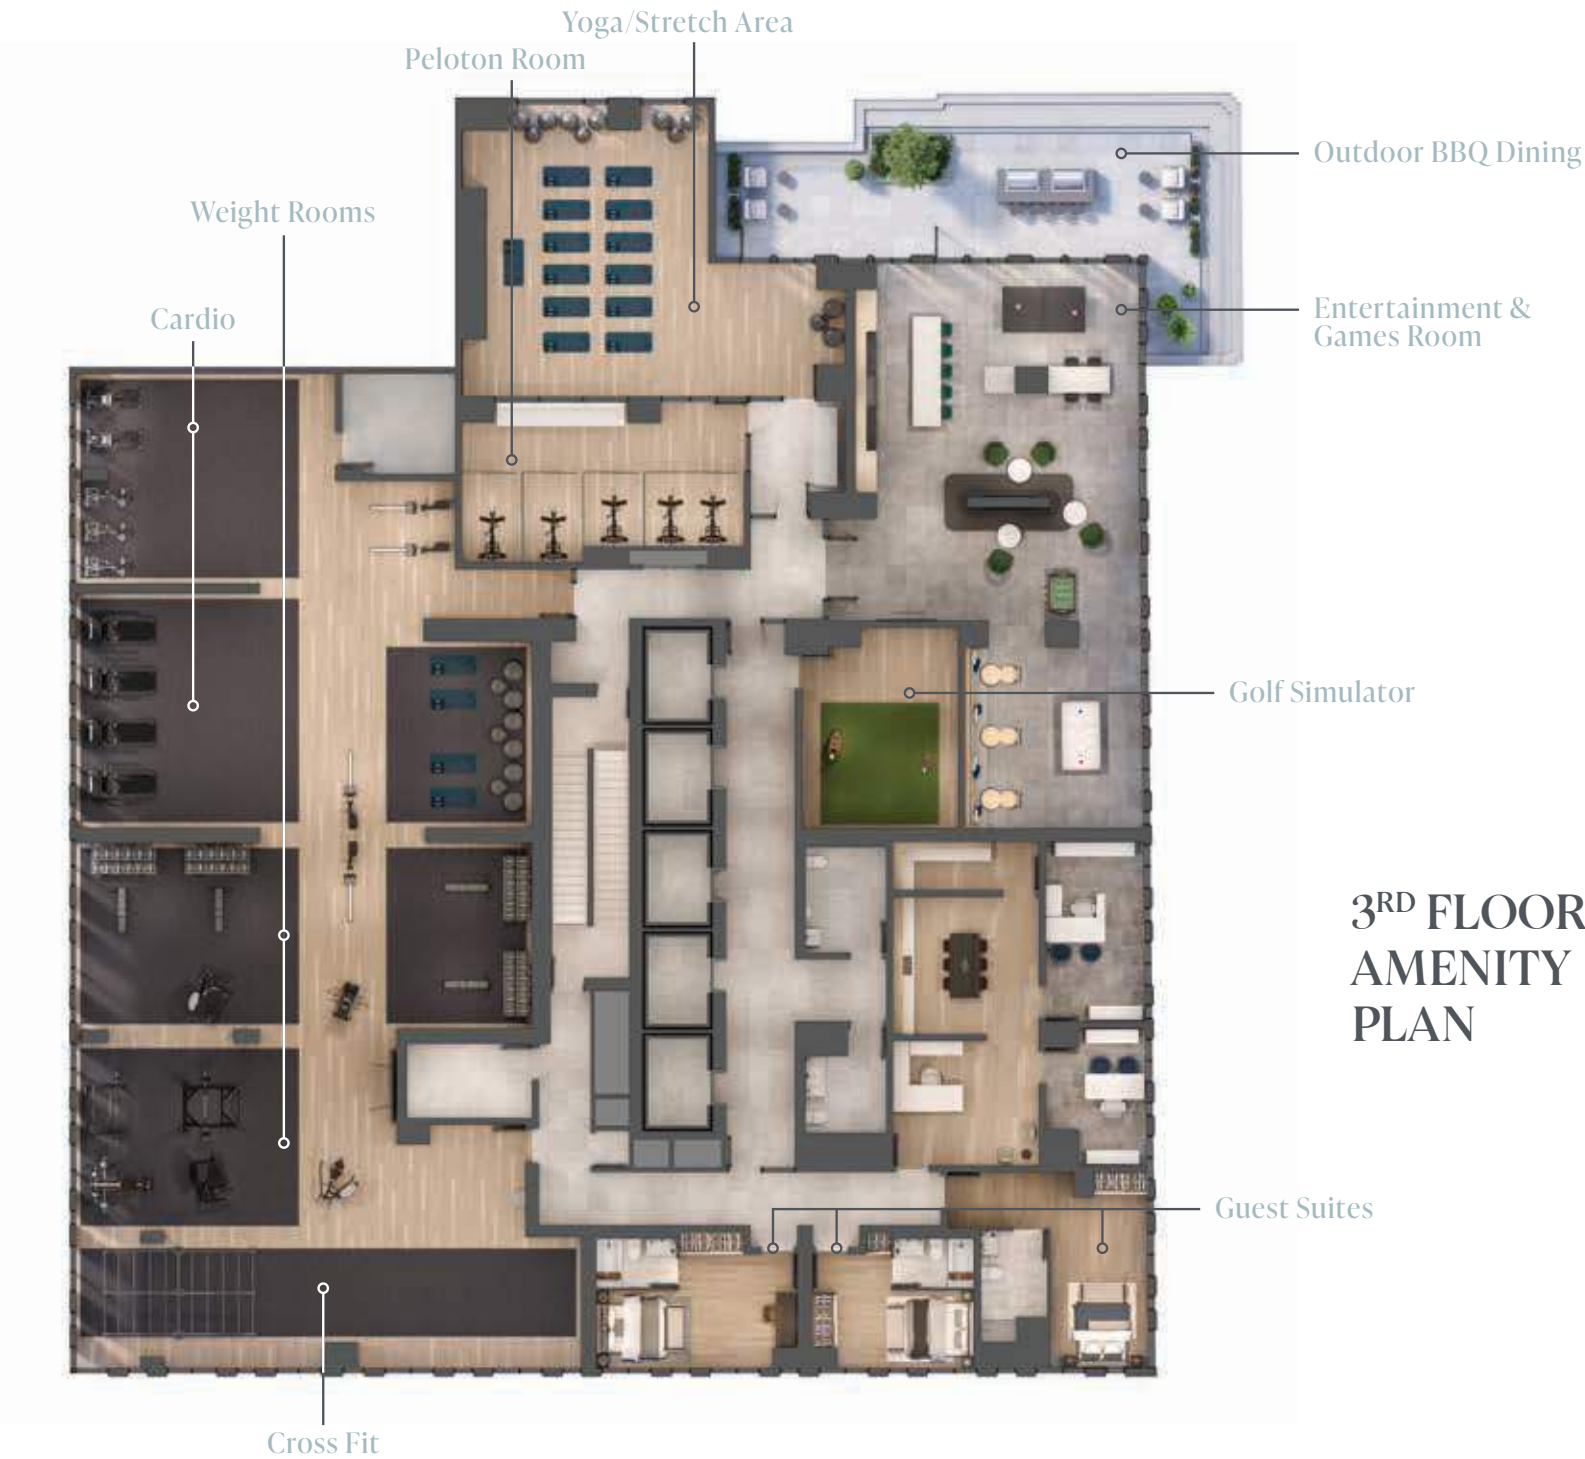 Yoga/Stretch Area
Peloton Room
Outdoor BBQ Dining
Weight Rooms
Cardio
Entertainment &
Games Room
Golf Simulator
3RD FLOOR
AMENITY
PLAN
Guest Suites
Cross Fit